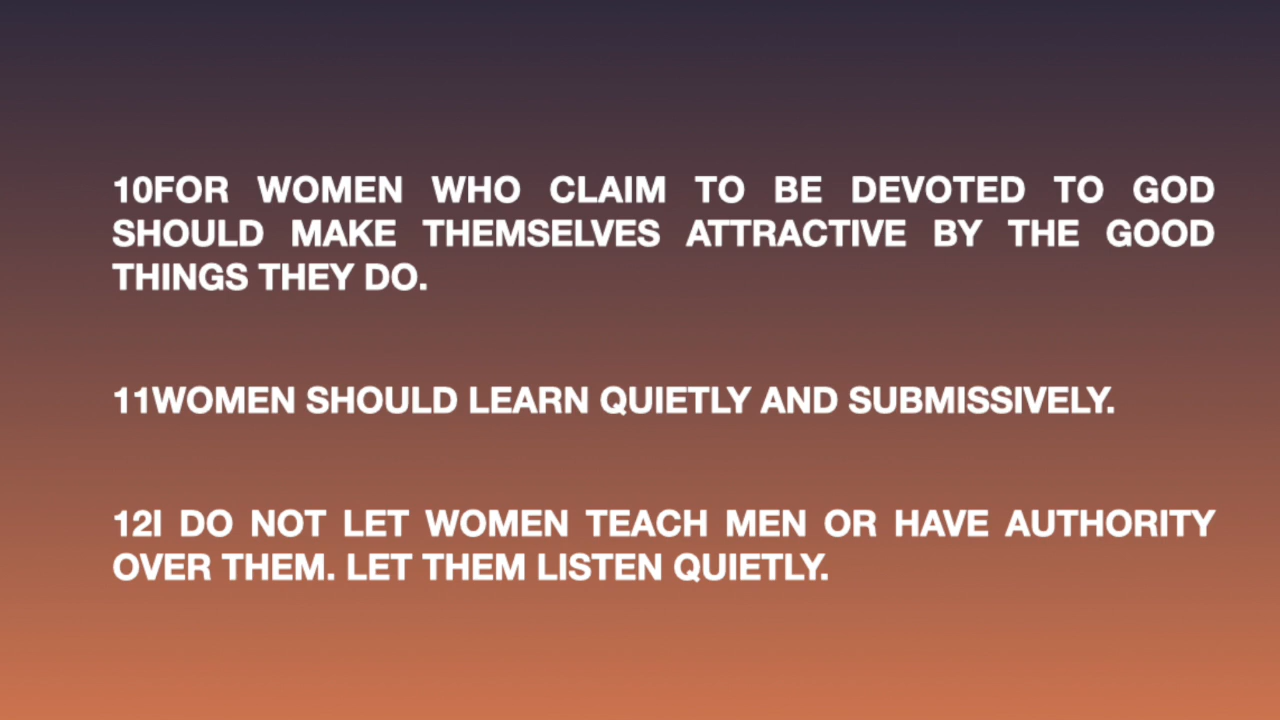 10FOR WOMEN WHO CLAIM TO BE DEVOTED TO GOD
SHOULD MAKE THEMSELVES ATTRACTIVE BY THE GOOD
THINGS THEY DO.
11WOMEN SHOULD LEARN QUIETLY AND SUBMISSIVELY.
12I DO NOT LET WOMEN TEACH MEN OR HAVE AUTHORITY
OVER THEM. LET THEM LISTEN QUIETLY.